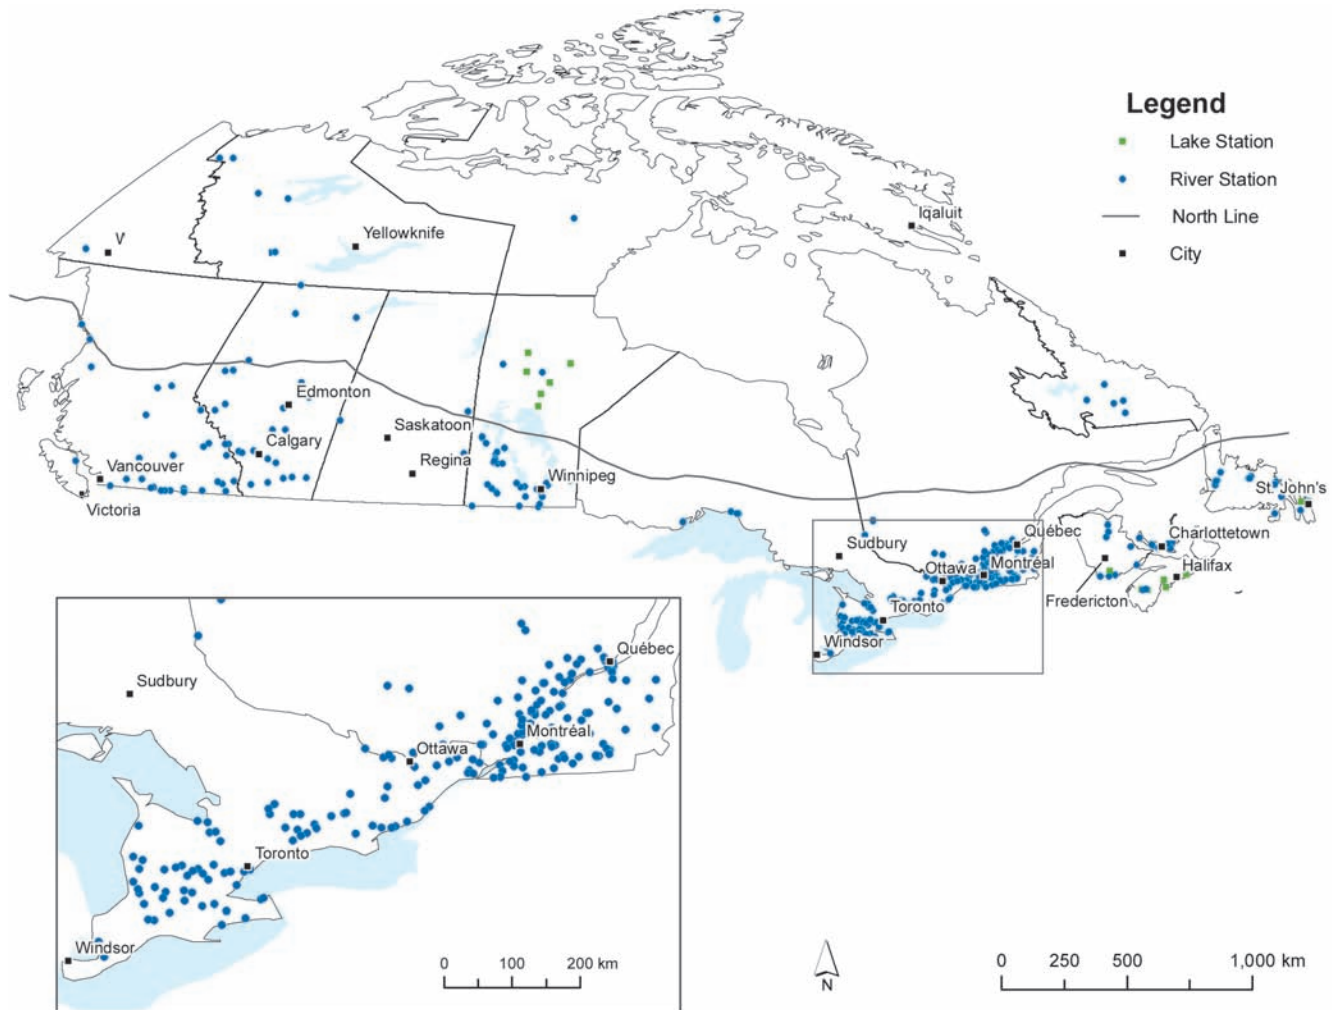 Legend
Lake Station
River Station
North Line
City
Iqaluit
Yellowknife
V
Edmonton
Saskatoon
Calgary
Regina
Vancouver
Winnipeg
Victoria
St. John's
Québec
Charlottetown
Sudbury
Ottawa
Montréal
Halifax
Fredericton
Toronto
Windsor
Québec
Sudbury
Montréal
Ottawa
Toronto
Windsor
0 100 200 km
N
0 250 500 1,000 km